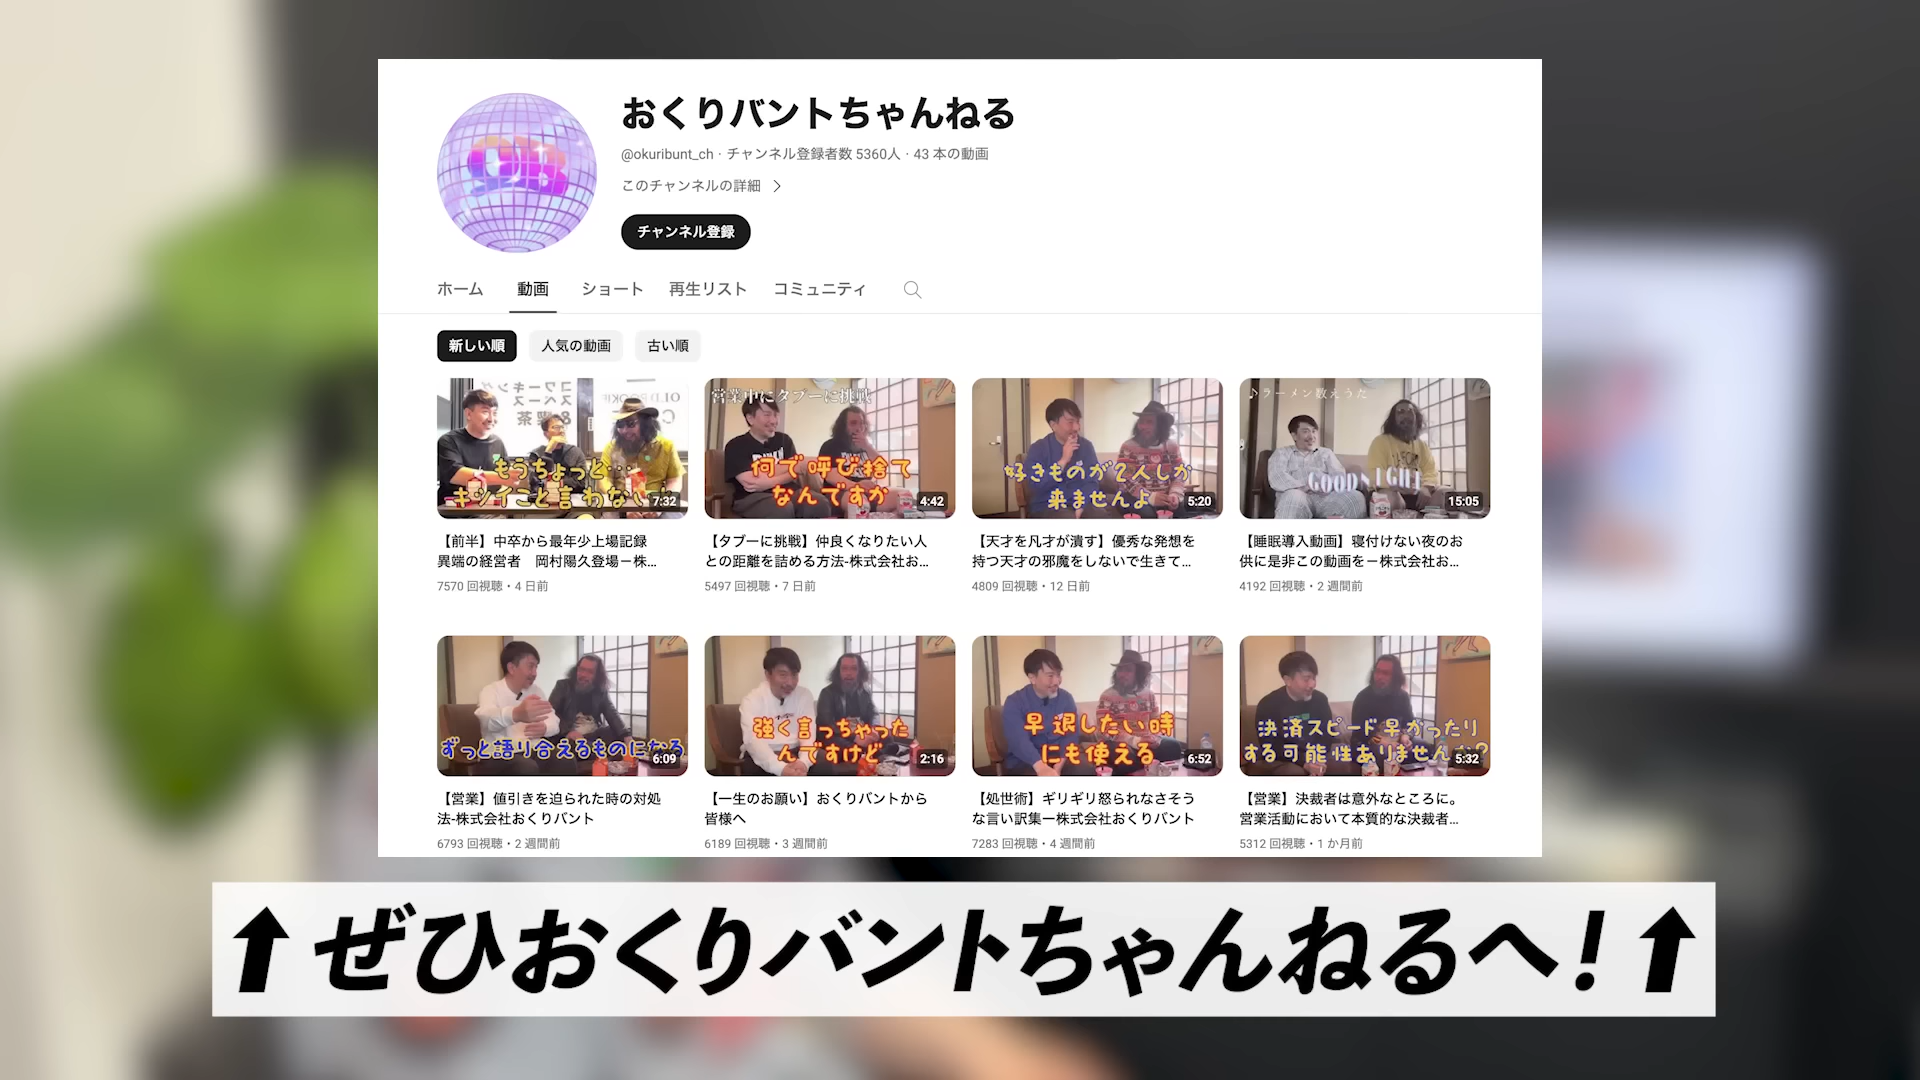 おくりバントちゃんねる
@okuribunt_ch · チャンネル登録者数 5360人 · 43 本の動画
このチャンネルの詳細
チャンネル登録
ホーム 動画 ショート 再生リスト コミュニティ
新しい順 人気の動画 古い順
もうちょっと…
キツイこと言わない
7:32
営業中にタブーに挑戦
何で呼び捨て
なんですか
4:42
好きものが2人しか
来ませんよ
5:20
♪ラーメン数えうた
GOODNIGHT
15:05
【前半】中卒から最年少上場記録
異端の経営者 岡村陽久登場－株...
7570 回視聴・4 日前
【タブーに挑戦】仲良くなりたい人
との距離を詰める方法-株式会社お...
5497 回視聴・7 日前
【天才を凡才が潰す】優秀な発想を
持つ天才の邪魔をしないで生きて...
4809 回視聴・12 日前
【睡眠導入動画】寝付けない夜のお
供に是非この動画を－株式会社お...
4192 回視聴・2 週間前
ずっと語り合えるものになる
6:09
強く言っちゃった
んですけど
2:16
早退したい時
にも使える
6:52
決済スピード早かったり
する可能性ありませんか?
5:32
【営業】値引きを迫られた時の対処
法-株式会社おくりバント
6793 回視聴・2 週間前
【一生のお願い】おくりバントから
皆様へ
6189 回視聴・3 週間前
【処世術】ギリギリ怒られなさそう
な言い訳集ー株式会社おくりバント
7283 回視聴・4 週間前
【営業】決裁者は意外なところに。
営業活動において本質的な決裁者...
5312 回視聴・1 か月前
⬆ぜひおくりバントちゃんねるへ！⬆